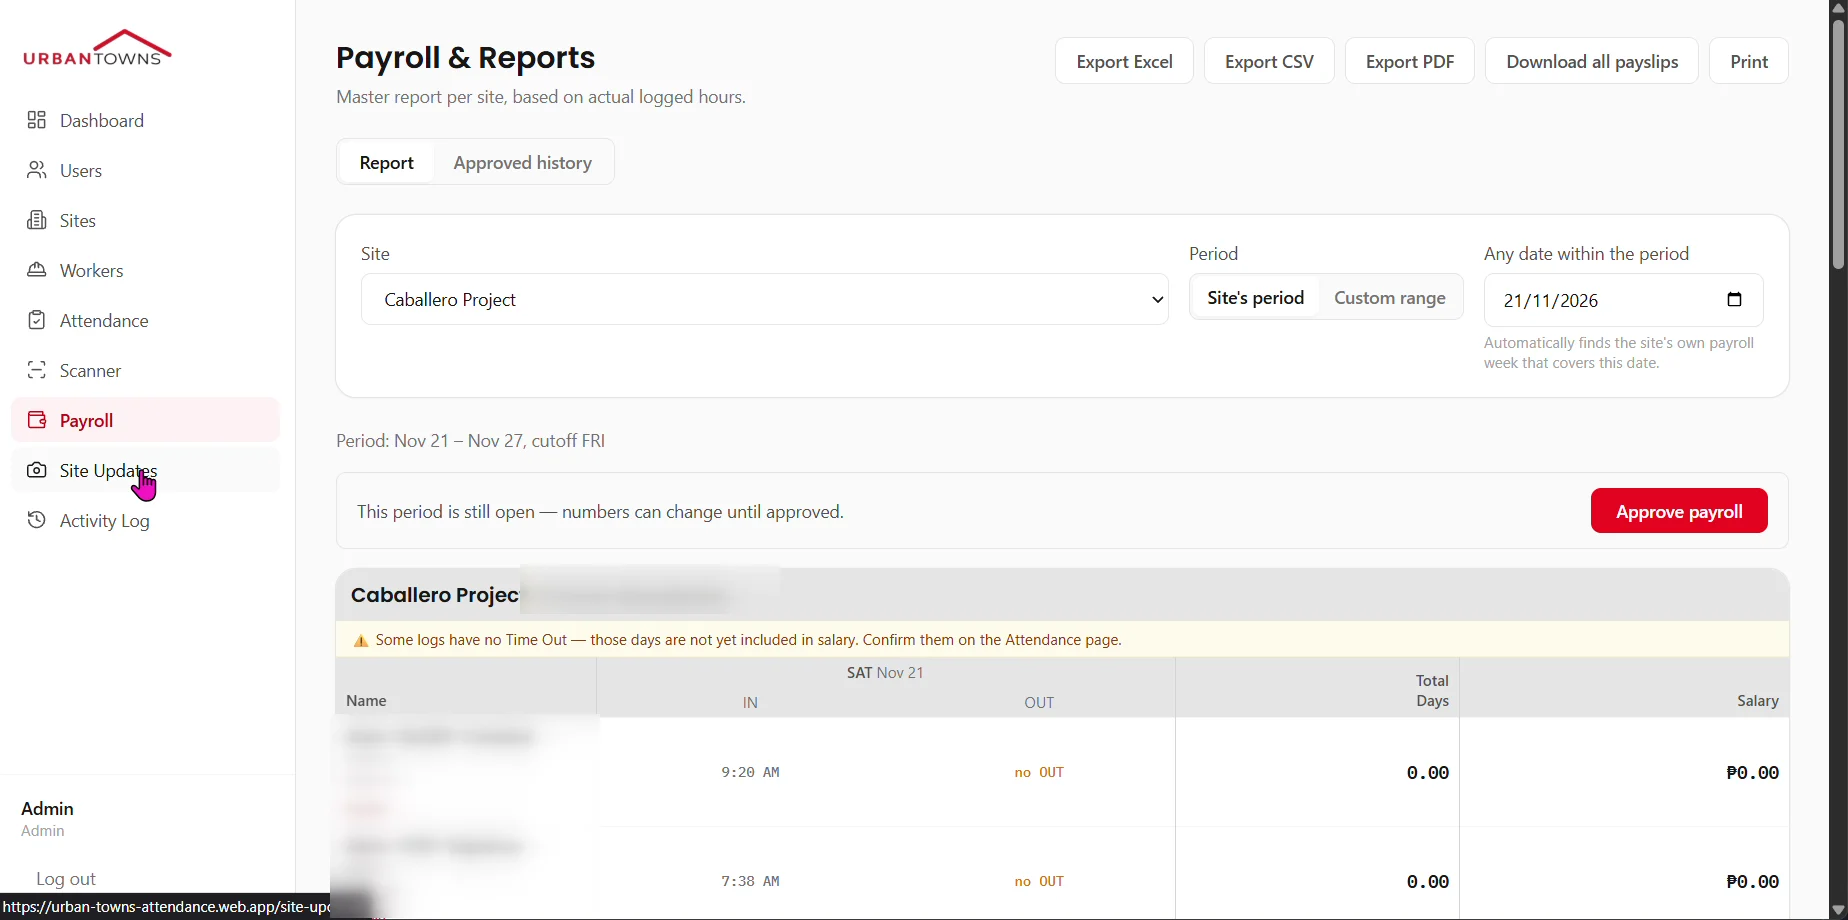 URBANTOWNS
Dashboard
Users
Sites
Workers
Attendance
Scanner
Payroll
Site Updates
Activity Log
Admin
Admin
Log out
https://urban-towns-attendance.web.app/site-up
Payroll & Reports
Master report per site, based on actual logged hours.
Export Excel
Export CSV
Export PDF
Download all payslips
Print
Report
Approved history
Site
Caballero Project
Period
Site's period
Custom range
Any date within the period
21/11/2026
Automatically finds the site's own payroll
week that covers this date.
Period: Nov 21 – Nov 27, cutoff FRI
This period is still open — numbers can change until approved.
Approve payroll
Caballero Project
⚠ Some logs have no Time Out — those days are not yet included in salary. Confirm them on the Attendance page.
Name
SAT Nov 21
IN
OUT
Total
Days
Salary
9:20 AM
no OUT
0.00
₱0.00
7:38 AM
no OUT
0.00
₱0.00